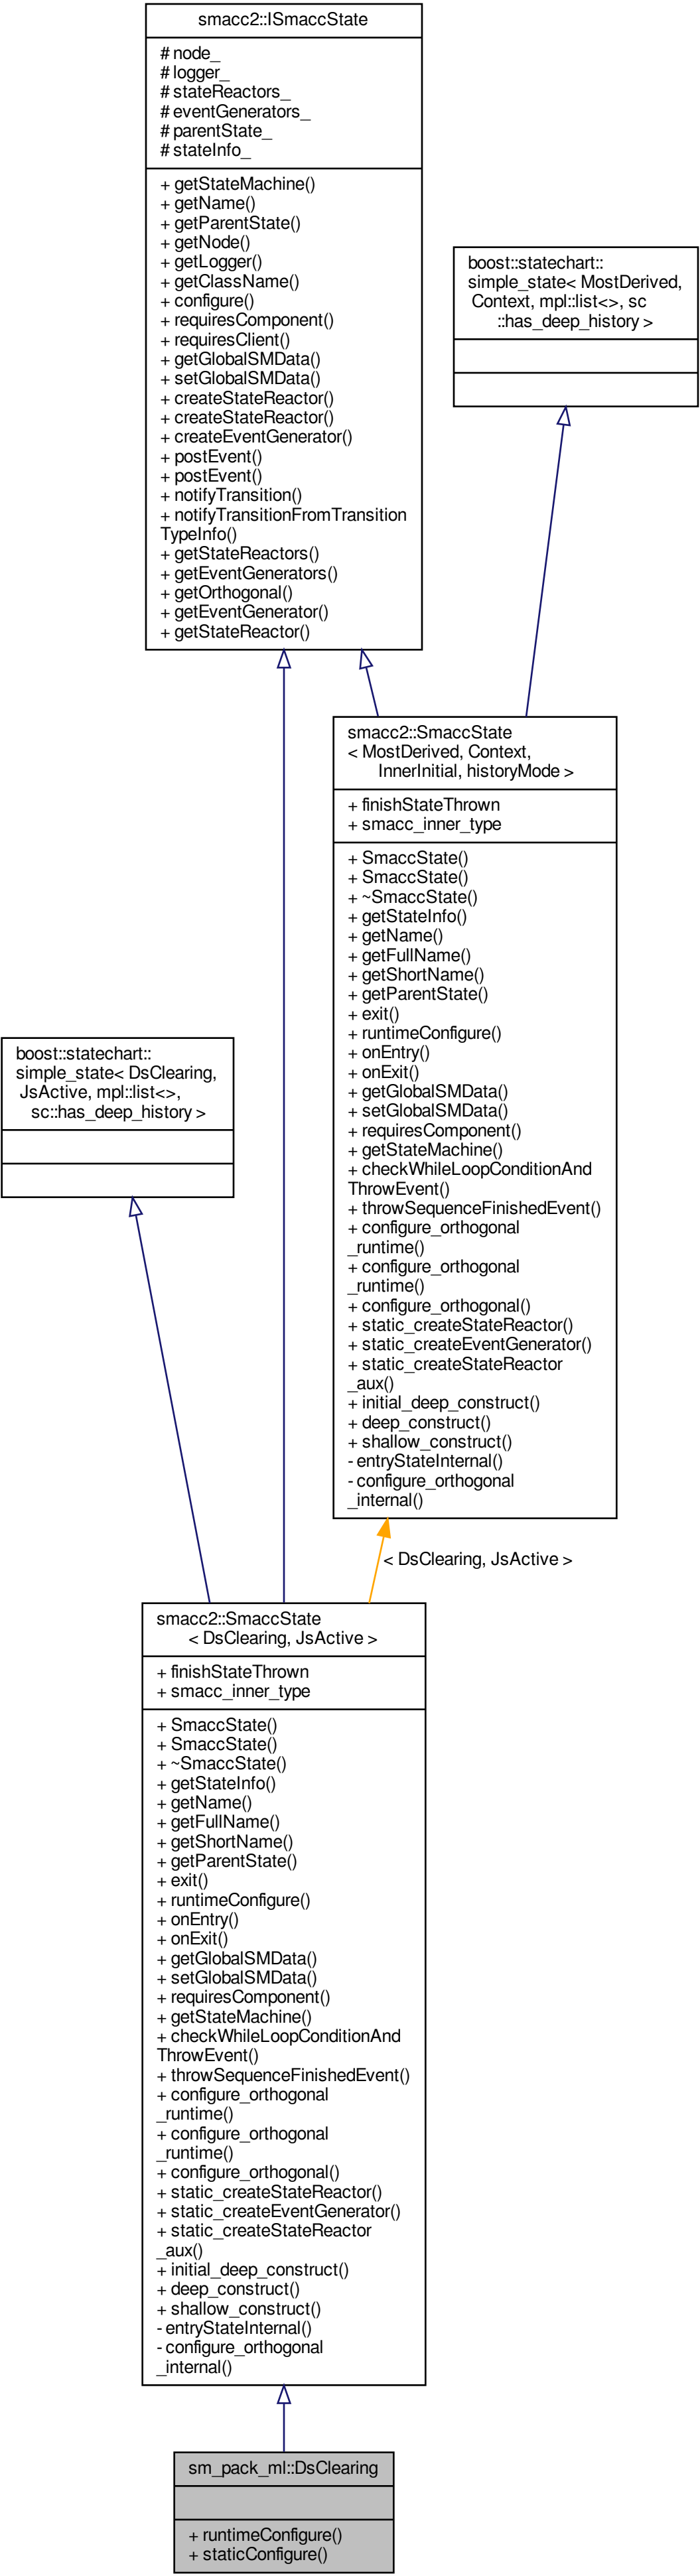 smacc2::ISmaccState
# node_
# logger_
# stateReactors_
# eventGenerators_
# parentState_
# stateInfo_
+ getStateMachine()
+ getName()
+ getParentState()
+ getNode()
+ getLogger()
+ getClassName()
+ configure()
+ requiresComponent()
+ requiresClient()
+ getGlobalSMData()
+ setGlobalSMData()
+ createStateReactor()
+ createStateReactor()
+ createEventGenerator()
+ postEvent()
+ postEvent()
+ notifyTransition()
+ notifyTransitionFromTransition
TypeInfo()
+ getStateReactors()
+ getEventGenerators()
+ getOrthogonal()
+ getEventGenerator()
+ getStateReactor()
boost::statechart::
simple_state< MostDerived,
Context, mpl::list<>, sc
::has_deep_history >
smacc2::SmaccState
< MostDerived, Context,
InnerInitial, historyMode >
+ finishStateThrown
+ smacc_inner_type
+ SmaccState()
+ SmaccState()
+ ~SmaccState()
+ getStateInfo()
+ getName()
+ getFullName()
+ getShortName()
+ getParentState()
+ exit()
+ runtimeConfigure()
+ onEntry()
+ onExit()
+ getGlobalSMData()
+ setGlobalSMData()
+ requiresComponent()
+ getStateMachine()
+ checkWhileLoopConditionAnd
ThrowEvent()
+ throwSequenceFinishedEvent()
+ configure_orthogonal
_runtime()
+ configure_orthogonal
_runtime()
+ configure_orthogonal()
+ static_createStateReactor()
+ static_createEventGenerator()
+ static_createStateReactor
_aux()
+ initial_deep_construct()
+ deep_construct()
+ shallow_construct()
- entryStateInternal()
- configure_orthogonal
_internal()
boost::statechart::
simple_state< DsClearing,
JsActive, mpl::list<>,
sc::has_deep_history >
< DsClearing, JsActive >
smacc2::SmaccState
< DsClearing, JsActive >
+ finishStateThrown
+ smacc_inner_type
+ SmaccState()
+ SmaccState()
+ ~SmaccState()
+ getStateInfo()
+ getName()
+ getFullName()
+ getShortName()
+ getParentState()
+ exit()
+ runtimeConfigure()
+ onEntry()
+ onExit()
+ getGlobalSMData()
+ setGlobalSMData()
+ requiresComponent()
+ getStateMachine()
+ checkWhileLoopConditionAnd
ThrowEvent()
+ throwSequenceFinishedEvent()
+ configure_orthogonal
_runtime()
+ configure_orthogonal
_runtime()
+ configure_orthogonal()
+ static_createStateReactor()
+ static_createEventGenerator()
+ static_createStateReactor
_aux()
+ initial_deep_construct()
+ deep_construct()
+ shallow_construct()
- entryStateInternal()
- configure_orthogonal
_internal()
sm_pack_ml::DsClearing
+ runtimeConfigure()
+ staticConfigure()